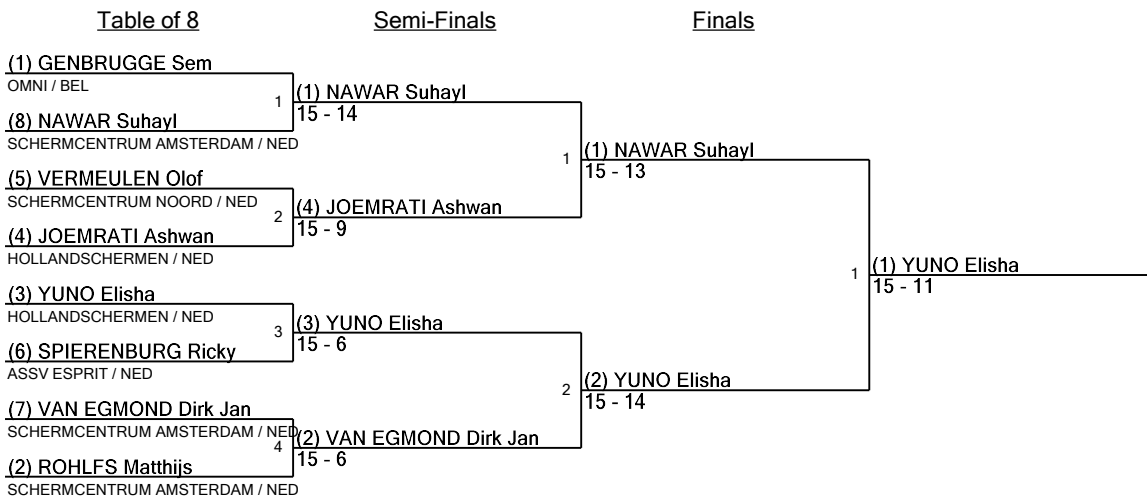 Table of 8
Semi-Finals
Finals
(1) GENBRUGGE Sem
OMNI / BEL
1
(1) NAWAR Suhayl
15 - 14
(8) NAWAR Suhayl
SCHERMCENTRUM AMSTERDAM / NED
1
(1) NAWAR Suhayl
15 - 13
(5) VERMEULEN Olof
SCHERMCENTRUM NOORD / NED
2
(4) JOEMRATI Ashwan
15 - 9
(4) JOEMRATI Ashwan
HOLLANDSCHERMEN / NED
1
(1) YUNO Elisha
15 - 11
(3) YUNO Elisha
HOLLANDSCHERMEN / NED
3
(3) YUNO Elisha
15 - 6
(6) SPIERENBURG Ricky
ASSV ESPRIT / NED
2
(2) YUNO Elisha
15 - 14
(7) VAN EGMOND Dirk Jan
SCHERMCENTRUM AMSTERDAM / NED
4
(2) VAN EGMOND Dirk Jan
15 - 6
(2) ROHLFS Matthijs
SCHERMCENTRUM AMSTERDAM / NED